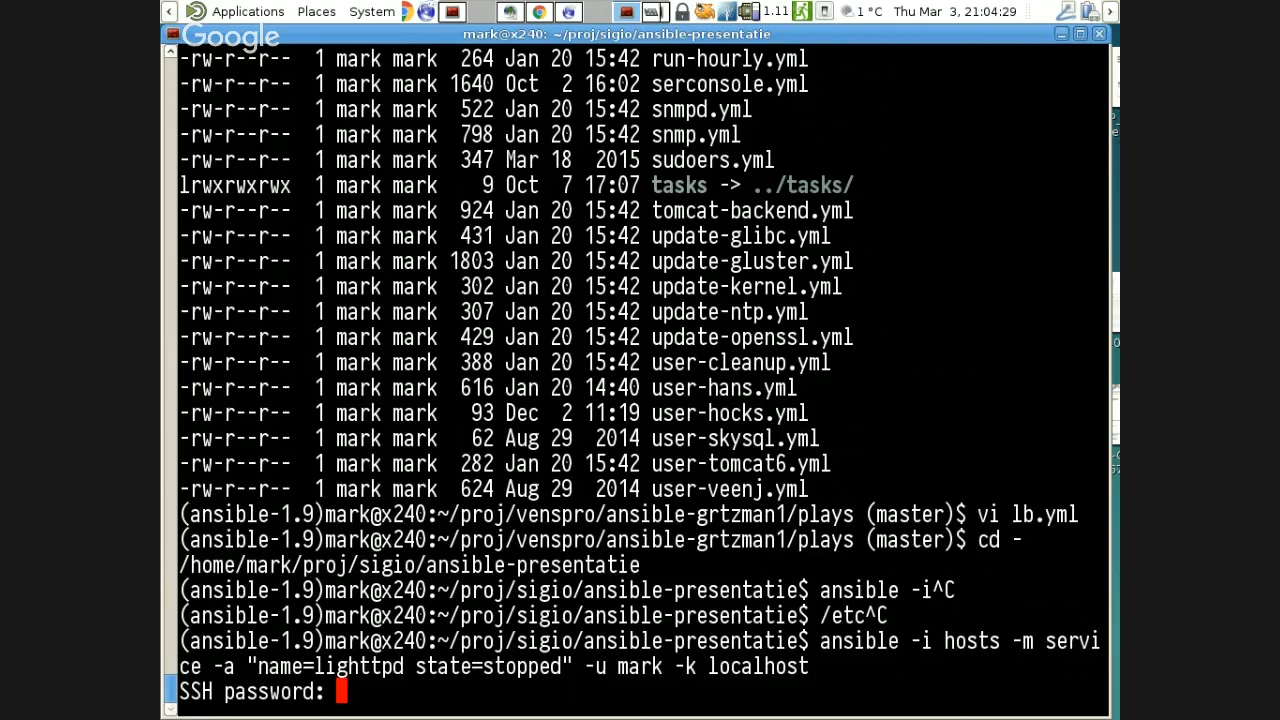 Applications Places System 1.11 1 °C Thu Mar 3, 21:04:29
Google
mark@x240: ~/proj/sigio/ansible-presentatie
-rw-r--r-- 1 mark mark 264 Jan 20 15:42 run-hourly.yml
-rw-r--r-- 1 mark mark 1640 Oct 2 16:02 serconsole.yml
-rw-r--r-- 1 mark mark 522 Jan 20 15:42 snmpd.yml
-rw-r--r-- 1 mark mark 798 Jan 20 15:42 snmp.yml
-rw-r--r-- 1 mark mark 347 Mar 18 2015 sudoers.yml
lrwxrwxrwx 1 mark mark 9 Oct 7 17:07 tasks -> ../tasks/
-rw-r--r-- 1 mark mark 924 Jan 20 15:42 tomcat-backend.yml
-rw-r--r-- 1 mark mark 431 Jan 20 15:42 update-glibc.yml
-rw-r--r-- 1 mark mark 1803 Jan 20 15:42 update-gluster.yml
-rw-r--r-- 1 mark mark 302 Jan 20 15:42 update-kernel.yml
-rw-r--r-- 1 mark mark 307 Jan 20 15:42 update-ntp.yml
-rw-r--r-- 1 mark mark 429 Jan 20 15:42 update-openssl.yml
-rw-r--r-- 1 mark mark 388 Jan 20 15:42 user-cleanup.yml
-rw-r--r-- 1 mark mark 616 Jan 20 14:40 user-hans.yml
-rw-r--r-- 1 mark mark 93 Dec 2 11:19 user-hocks.yml
-rw-r--r-- 1 mark mark 62 Aug 29 2014 user-skysql.yml
-rw-r--r-- 1 mark mark 282 Jan 20 15:42 user-tomcat6.yml
-rw-r--r-- 1 mark mark 624 Aug 29 2014 user-veenj.yml
(ansible-1.9)mark@x240:~/proj/venspro/ansible-grtzman1/plays (master)$ vi lb.yml
(ansible-1.9)mark@x240:~/proj/venspro/ansible-grtzman1/plays (master)$ cd -
/home/mark/proj/sigio/ansible-presentatie
(ansible-1.9)mark@x240:~/proj/sigio/ansible-presentatie$ ansible -i^C
(ansible-1.9)mark@x240:~/proj/sigio/ansible-presentatie$ /etc^C
(ansible-1.9)mark@x240:~/proj/sigio/ansible-presentatie$ ansible -i hosts -m servi
ce -a "name=lighttpd state=stopped" -u mark -k localhost
SSH password: